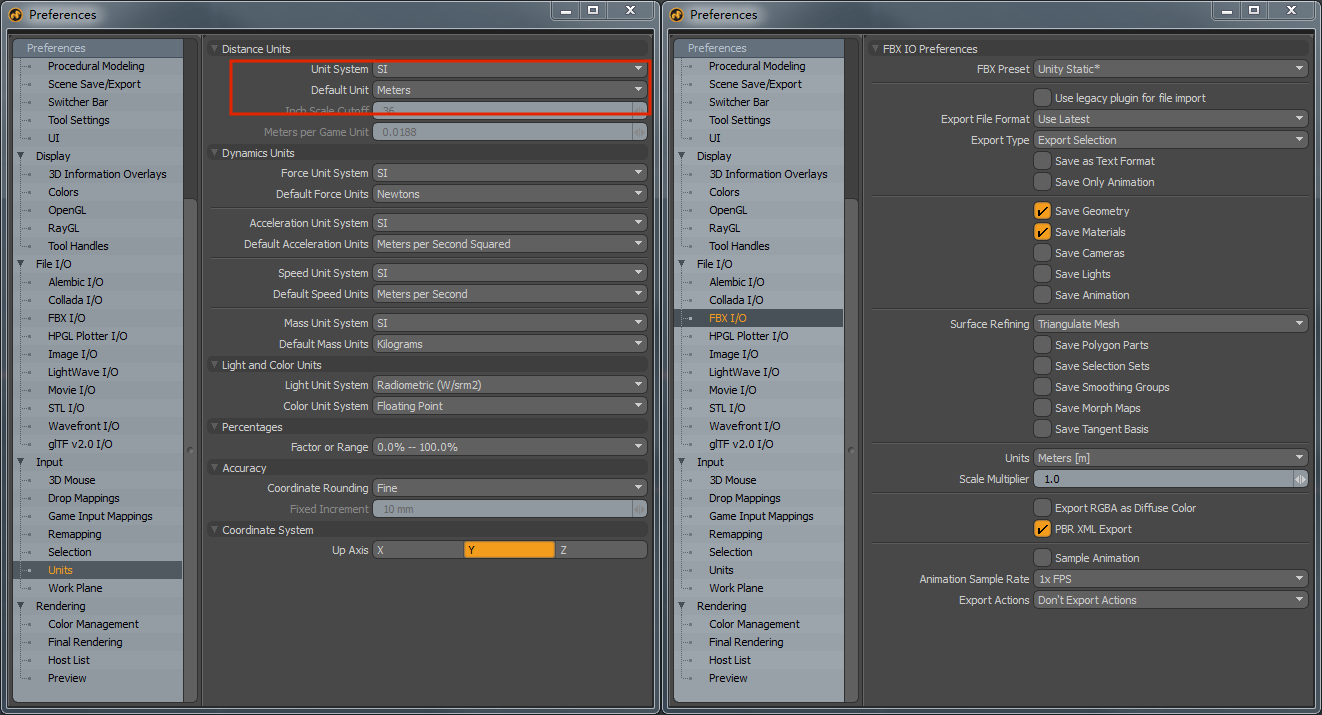 Preferences
Preferences
Procedural Modeling
Scene Save/Export
Switcher Bar
Tool Settings
UI
Display
3D Information Overlays
Colors
OpenGL
RayGL
Tool Handles
File I/O
Alembic I/O
Collada I/O
FBX I/O
HPGL Plotter I/O
Image I/O
LightWave I/O
Movie I/O
STL I/O
Wavefront I/O
glTF v2.0 I/O
Input
3D Mouse
Drop Mappings
Game Input Mappings
Remapping
Selection
Units
Work Plane
Rendering
Color Management
Final Rendering
Host List
Preview
Distance Units
Unit System SI
Default Unit Meters
Inch Scale Cutoff 36
Meters per Game Unit 0.0188
Dynamics Units
Force Unit System SI
Default Force Units Newtons
Acceleration Unit System SI
Default Acceleration Units Meters per Second Squared
Speed Unit System SI
Default Speed Units Meters per Second
Mass Unit System SI
Default Mass Units Kilograms
Light and Color Units
Light Unit System Radiometric (W/srm2)
Color Unit System Floating Point
Percentages
Factor or Range 0.0% -- 100.0%
Accuracy
Coordinate Rounding Fine
Fixed Increment 10 mm
Coordinate System
Up Axis X Y Z
Preferences
Preferences
Procedural Modeling
Scene Save/Export
Switcher Bar
Tool Settings
UI
Display
3D Information Overlays
Colors
OpenGL
RayGL
Tool Handles
File I/O
Alembic I/O
Collada I/O
FBX I/O
HPGL Plotter I/O
Image I/O
LightWave I/O
Movie I/O
STL I/O
Wavefront I/O
glTF v2.0 I/O
Input
3D Mouse
Drop Mappings
Game Input Mappings
Remapping
Selection
Units
Work Plane
Rendering
Color Management
Final Rendering
Host List
Preview
FBX IO Preferences
FBX Preset Unity Static*
Use legacy plugin for file import
Export File Format Use Latest
Export Type Export Selection
Save as Text Format
Save Only Animation
Save Geometry
Save Materials
Save Cameras
Save Lights
Save Animation
Surface Refining Triangulate Mesh
Save Polygon Parts
Save Selection Sets
Save Smoothing Groups
Save Morph Maps
Save Tangent Basis
Units Meters [m]
Scale Multiplier 1.0
Export RGBA as Diffuse Color
PBR XML Export
Sample Animation
Animation Sample Rate 1x FPS
Export Actions Don't Export Actions